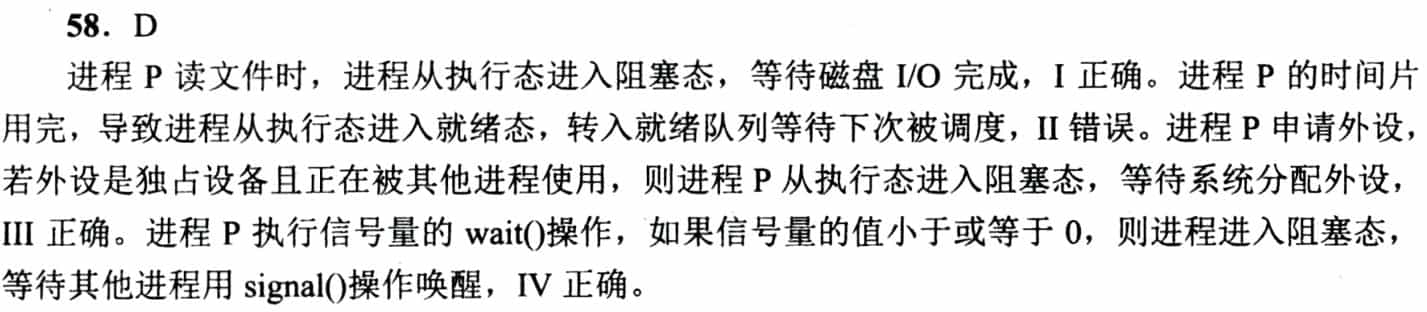 58．D
进程 P 读文件时，进程从执行态进入阻塞态，等待磁盘 I/O 完成，I 正确。进程 P 的时间片
用完，导致进程从执行态进入就绪态，转入就绪队列等待下次被调度，II 错误。进程 P 申请外设，
若外设是独占设备且正在被其他进程使用，则进程 P 从执行态进入阻塞态，等待系统分配外设，
III 正确。进程 P 执行信号量的 wait()操作，如果信号量的值小于或等于 0，则进程进入阻塞态，
等待其他进程用 signal()操作唤醒，IV 正确。